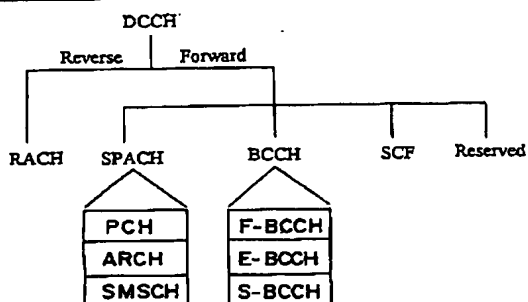 DCCH
Reverse Forward
RACH SPACH BCCH SCF Reserved
PCH F-BCCH
ARCH E-BCCH
SMSCH S-BCCH